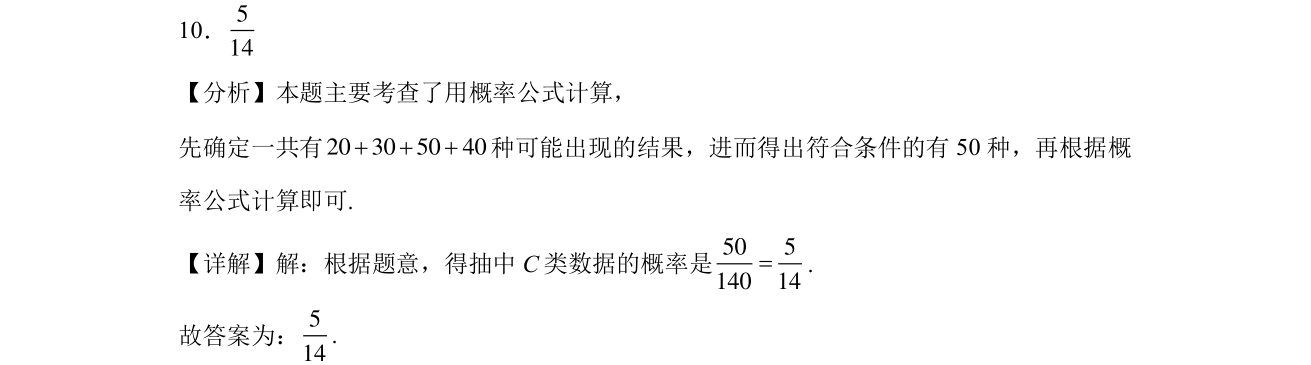 10．5/14
【分析】本题主要考查了用概率公式计算，
先确定一共有20+30+50+40种可能出现的结果，进而得出符合条件的有 50 种，再根据概
率公式计算即可.
【详解】解：根据题意，得抽中 C 类数据的概率是50/140=5/14.
故答案为：5/14.